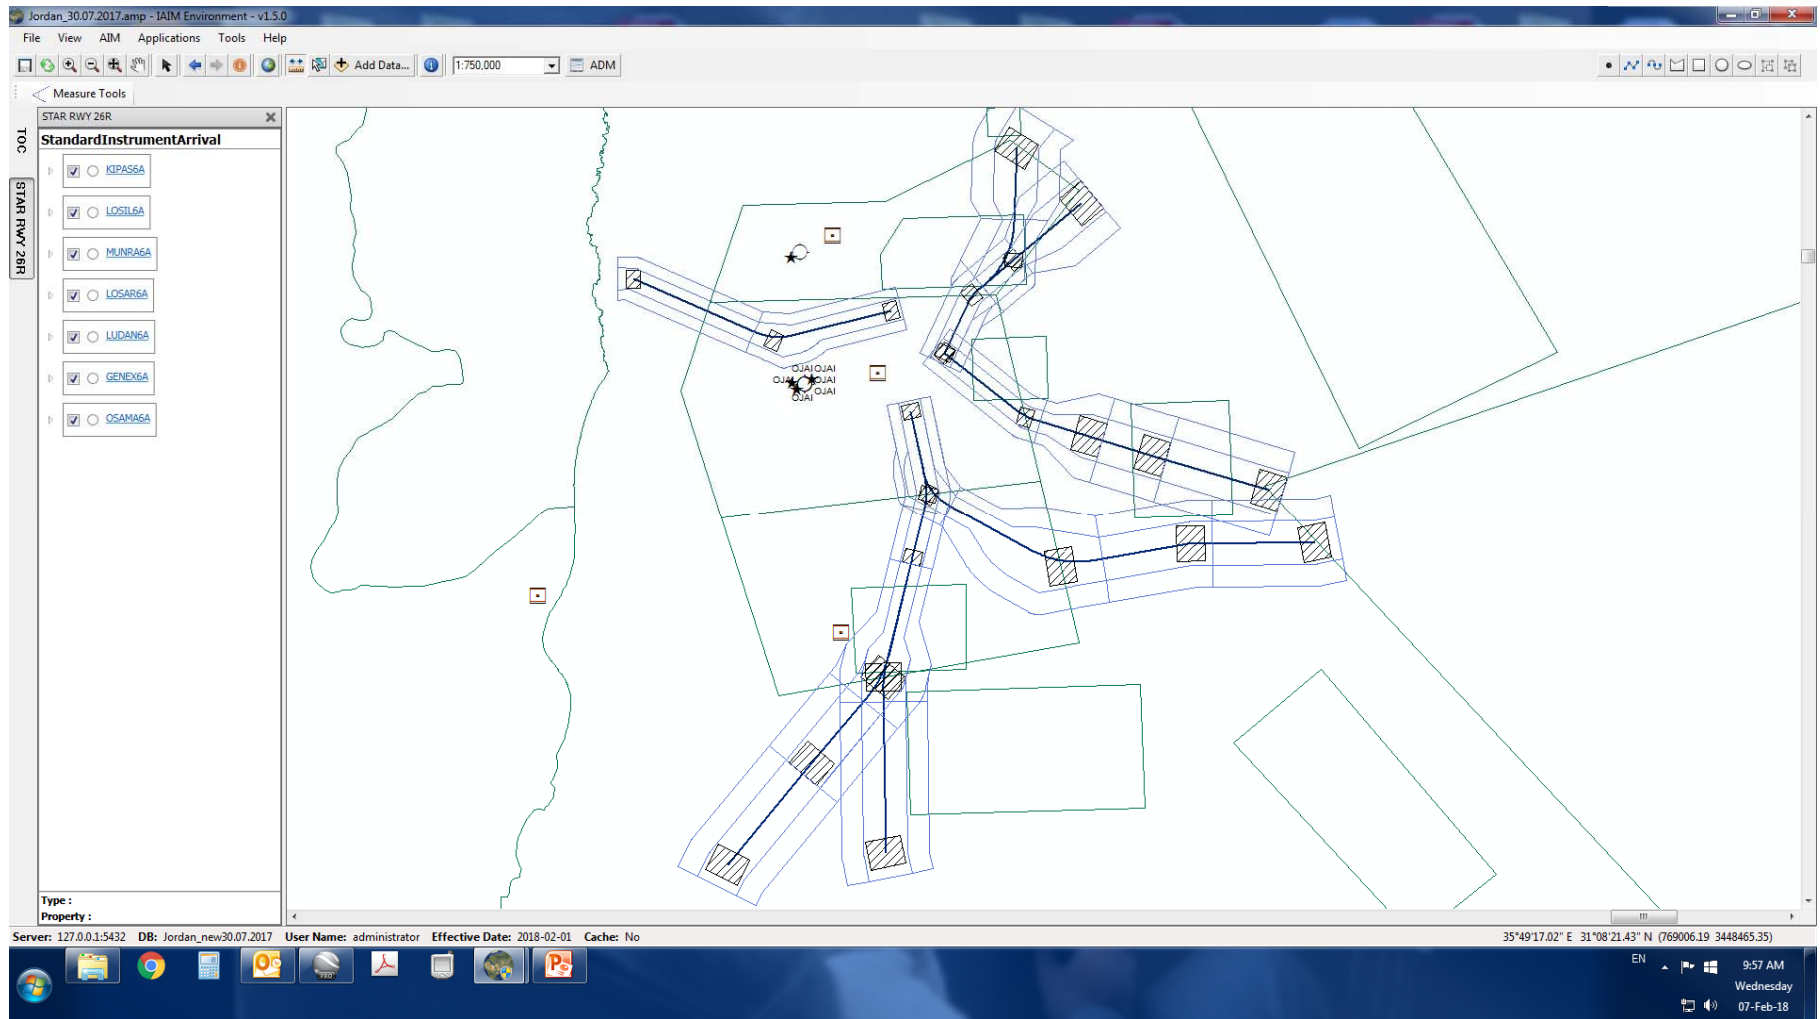 Jordan_30.07.2017.amp - IAIM Environment - v1.5.0
File View AIM Applications Tools Help
Add Data... 1:750,000 ADM
Measure Tools
TOC
STAR RWY 26R
STAR RWY 26R
StandardInstrumentArrival
KIPAS6A
LOSIL6A
MUNRA6A
LOSAR6A
LUDAN6A
GENEX6A
OSAMA6A
OJAI OJAI
OJAI OJAI
OJAI
OJAI
Type :
Property :
Server: 127.0.0.1:5432 DB: Jordan_new30.07.2017 User Name: administrator Effective Date: 2018-02-01 Cache: No
35°49'17.02" E 31°08'21.43" N (769006.19 3448465.35)
EN
9:57 AM
Wednesday
07-Feb-18
PRO